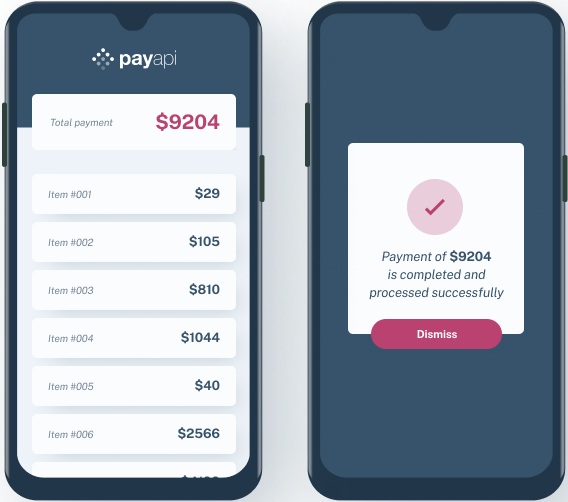 payapi
Total payment $9204
Item #001 $29
Item #002 $105
Item #003 $810
Item #004 $1044
Item #005 $40
Item #006 $2566
Payment of $9204
is completed and
processed successfully
Dismiss